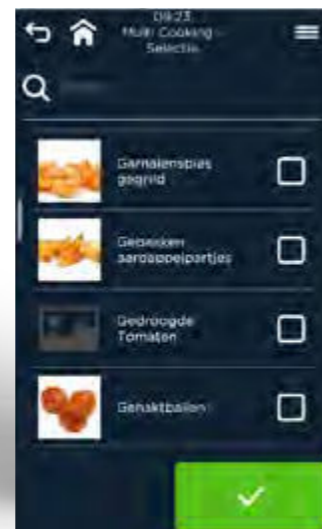 09:23
Multi Cooking -
Selectie
Garnalenspies
gegrild
Gebakken
aardappelpartjes
Gedroogde
Tomaten
Gehaktballen